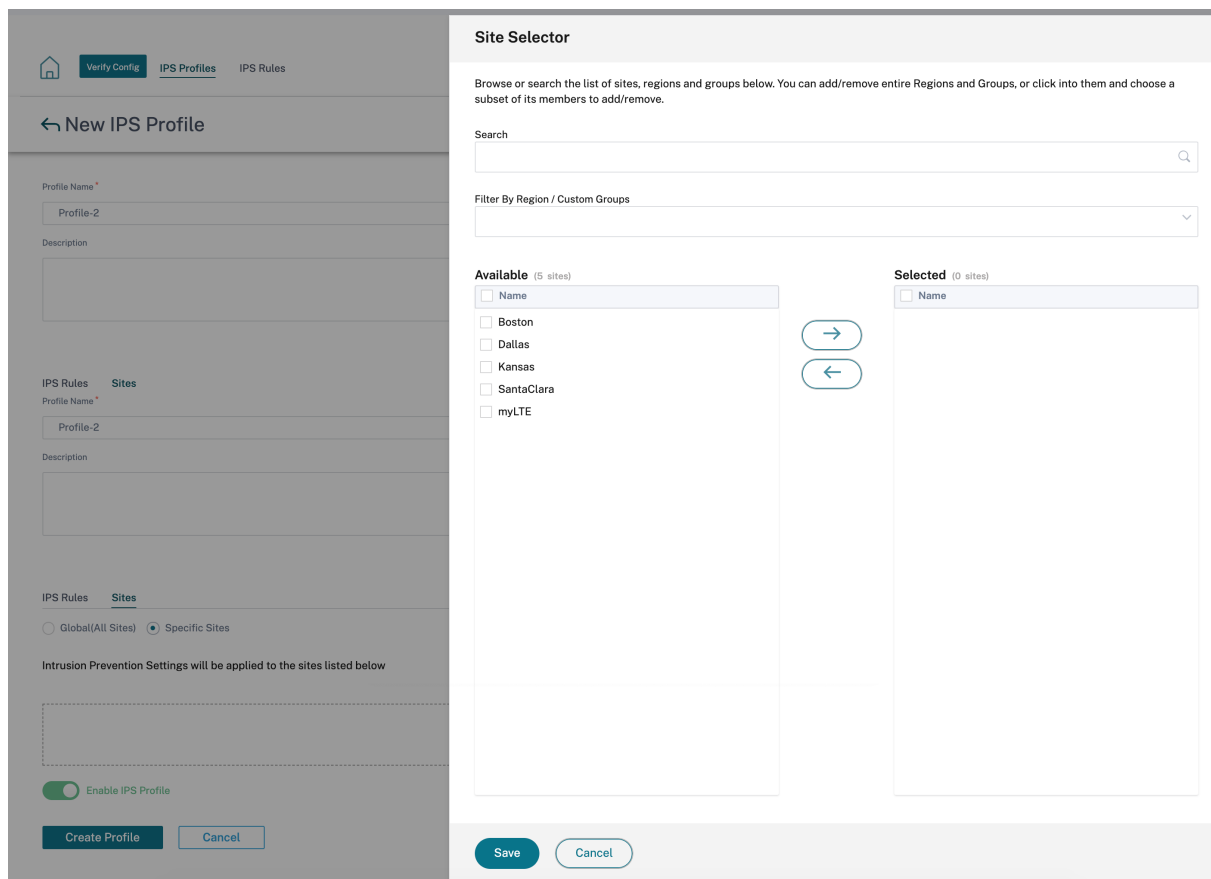 Verify Config
IPS Profiles
IPS Rules
New IPS Profile
Profile Name*
Profile-2
Description
IPS Rules
Sites
Profile Name*
Profile-2
Description
IPS Rules
Sites
Global(All Sites)
Specific Sites
Intrusion Prevention Settings will be applied to the sites listed below
Enable IPS Profile
Create Profile
Cancel
Site Selector
Browse or search the list of sites, regions and groups below. You can add/remove entire Regions and Groups, or click into them and choose a
subset of its members to add/remove.
Search
Filter By Region / Custom Groups
Available (5 sites)
Name
Boston
Dallas
Kansas
SantaClara
myLTE
Selected (0 sites)
Name
Save
Cancel